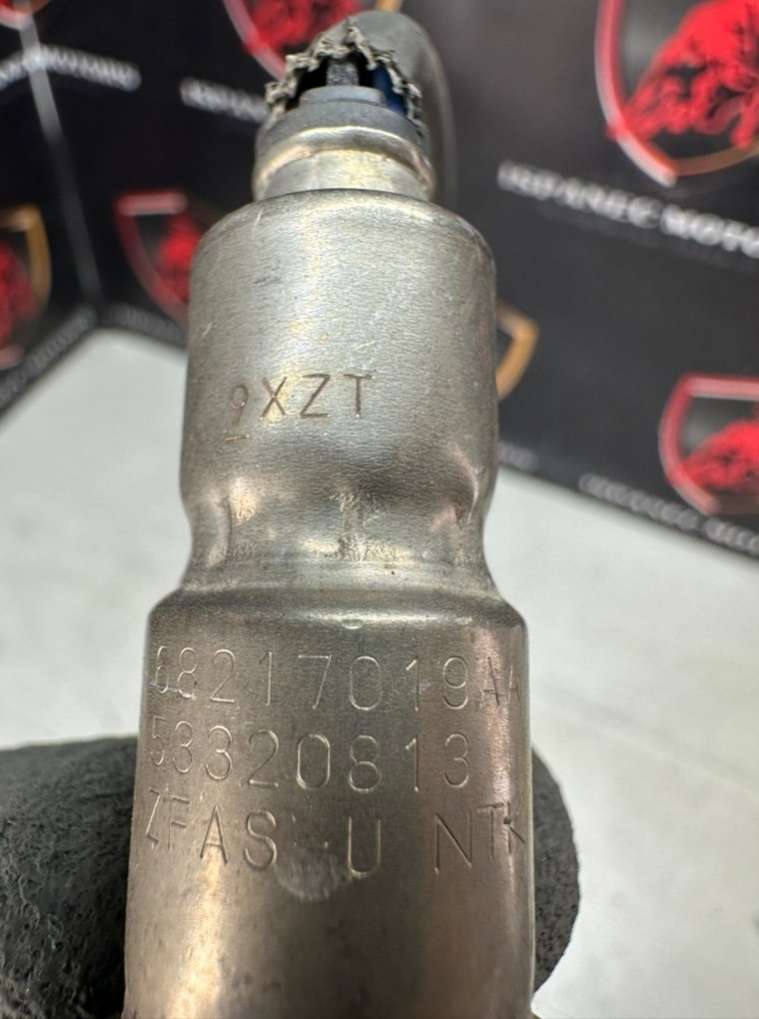 9XZT
68217019AA
53320813
ZFAS-U NTK